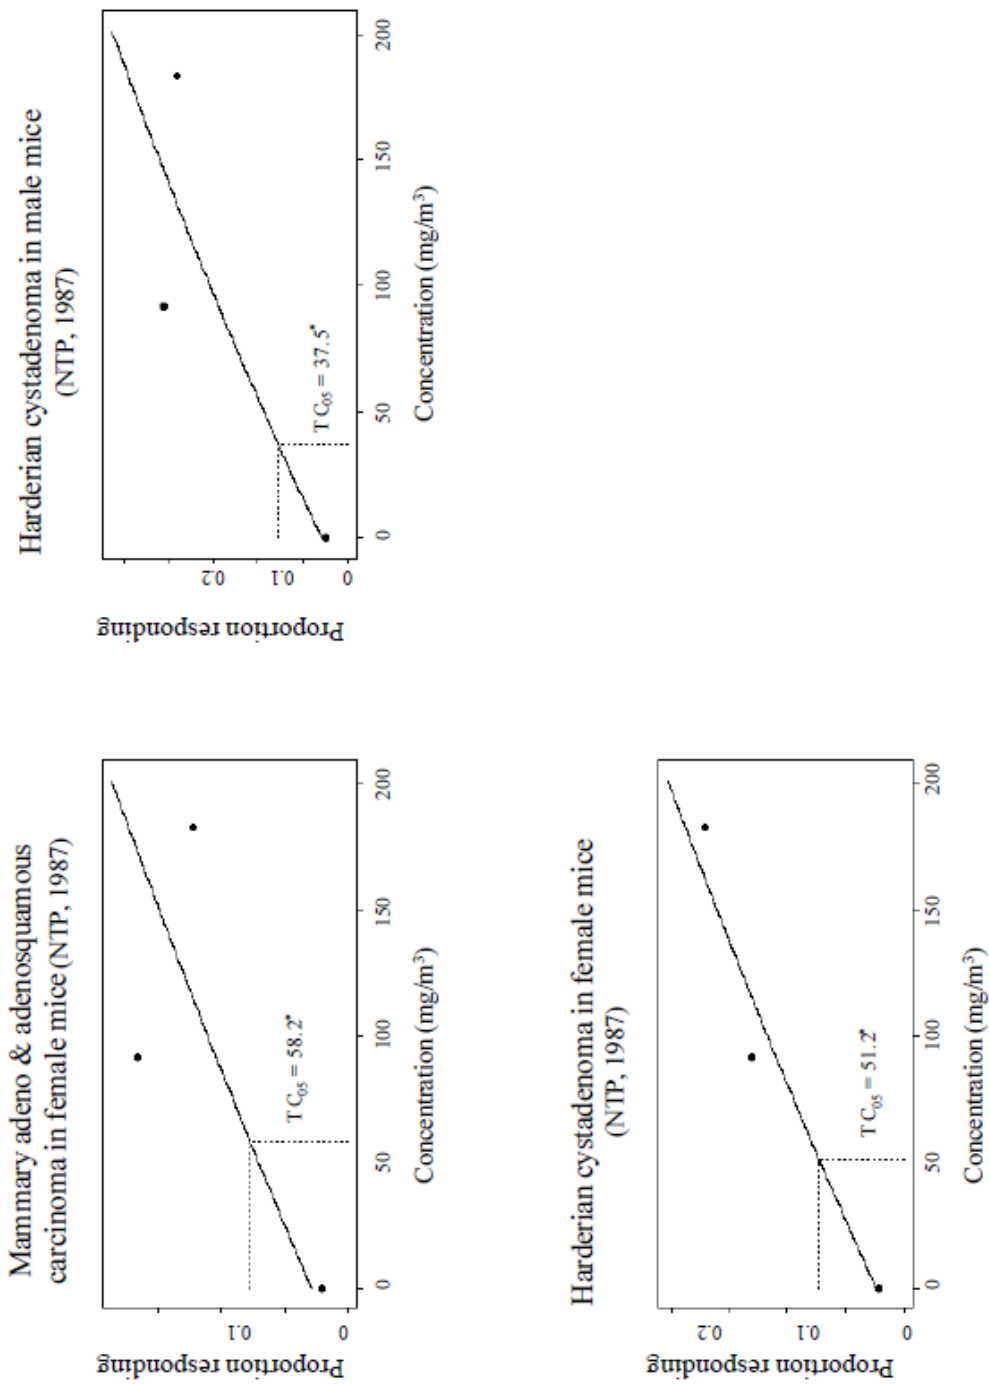 Mammary adeno & adenosquamous
carcinoma in female mice (NTP, 1987)
Proportion responding
0.1
0
TC₀₅ = 58.2*
0
50
100
150
200
Concentration (mg/m³)
Harderian cystadenoma in male mice
(NTP, 1987)
Proportion responding
0.2
0.1
0
TC₀₅ = 37.5*
0
50
100
150
200
Concentration (mg/m³)
Harderian cystadenoma in female mice
(NTP, 1987)
Proportion responding
0.2
0.1
0
TC₀₅ = 51.2*
0
50
100
150
200
Concentration (mg/m³)